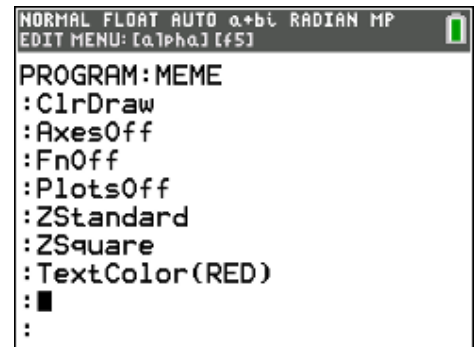 NORMAL FLOAT AUTO a+bi RADIAN MP
EDIT MENU: [alpha] [f5]
PROGRAM:MEME
:ClrDraw
:AxesOff
:FnOff
:PlotsOff
:ZStandard
:ZSquare
:TextColor(RED)
:
: